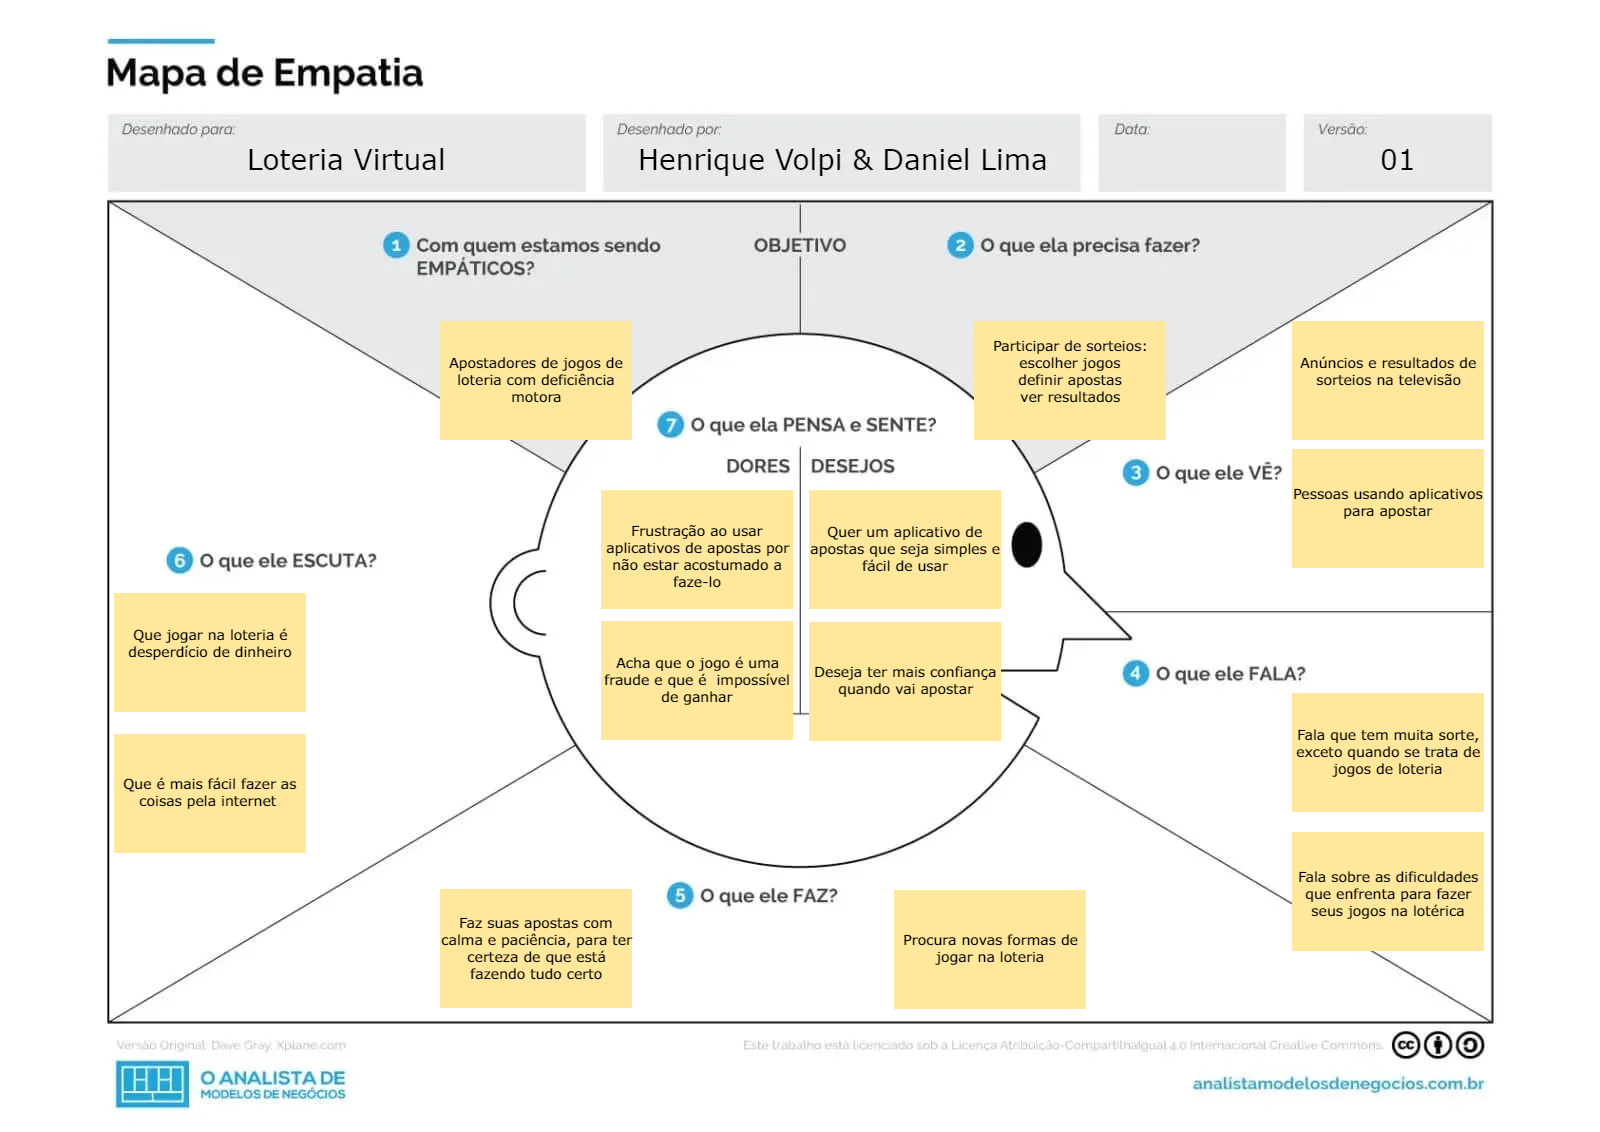 Mapa de Empatia
Desenhado para:
Loteria Virtual
Desenhado por:
Henrique Volpi & Daniel Lima
Data:
Versão:
01
1 Com quem estamos sendo
EMPÁTICOS?
OBJETIVO
2 O que ela precisa fazer?
Apostadores de jogos de
loteria com deficiência
motora
Participar de sorteios:
escolher jogos
definir apostas
ver resultados
Anúncios e resultados de
sorteios na televisão
3 O que ele VÊ?
Pessoas usando aplicativos
para apostar
7 O que ela PENSA e SENTE?
DORES
DESEJOS
Frustração ao usar
aplicativos de apostas por
não estar acostumado a
faze-lo
Quer um aplicativo de
apostas que seja simples e
fácil de usar
Acha que o jogo é uma
fraude e que é  impossível
de ganhar
Deseja ter mais confiança
quando vai apostar
6 O que ele ESCUTA?
Que jogar na loteria é
desperdício de dinheiro
Que é mais fácil fazer as
coisas pela internet
4 O que ele FALA?
Fala que tem muita sorte,
exceto quando se trata de
jogos de loteria
Fala sobre as dificuldades
que enfrenta para fazer
seus jogos na lotérica
5 O que ele FAZ?
Faz suas apostas com
calma e paciência, para ter
certeza de que está
fazendo tudo certo
Procura novas formas de
jogar na loteria
Versão Original: Dave Gray, Xplane.com
Este trabalho está licenciado sob a Licença Atribuição-CompartilhaIgual 4.0 Internacional Creative Commons.
cc
O ANALISTA DE
MODELOS DE NEGÓCIOS
analistamodelosdenegocios.com.br